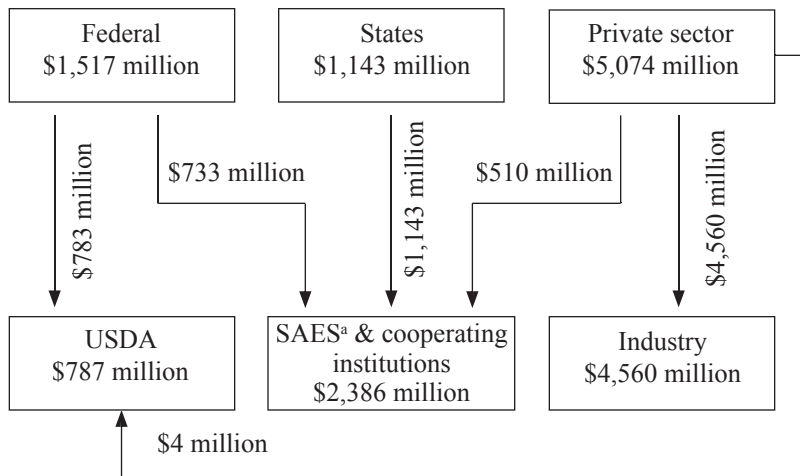 Federal
$1,517 million
States
$1,143 million
Private sector
$5,074 million
$783 million
$733 million
$1,143 million
$510 million
$4,560 million
USDA
$787 million
SAESᵃ & cooperating
institutions
$2,386 million
Industry
$4,560 million
$4 million